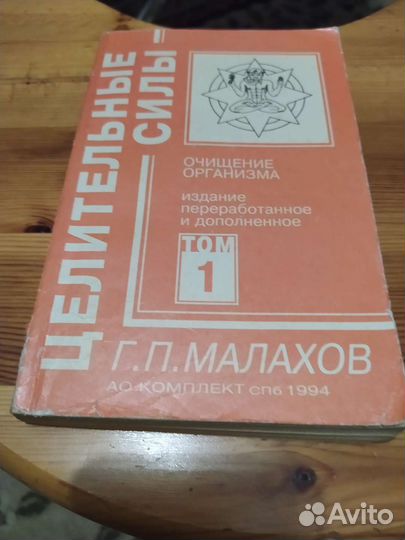 ЦЕЛИТЕЛЬНЫЕ
СИЛЫ
ОЧИЩЕНИЕ
ОРГАНИЗМА
издание
переработанное
и дополненное
ТОМ
1
Г.П.МАЛАХОВ
АО.КОМПЛЕКТ спб 1994
Avito